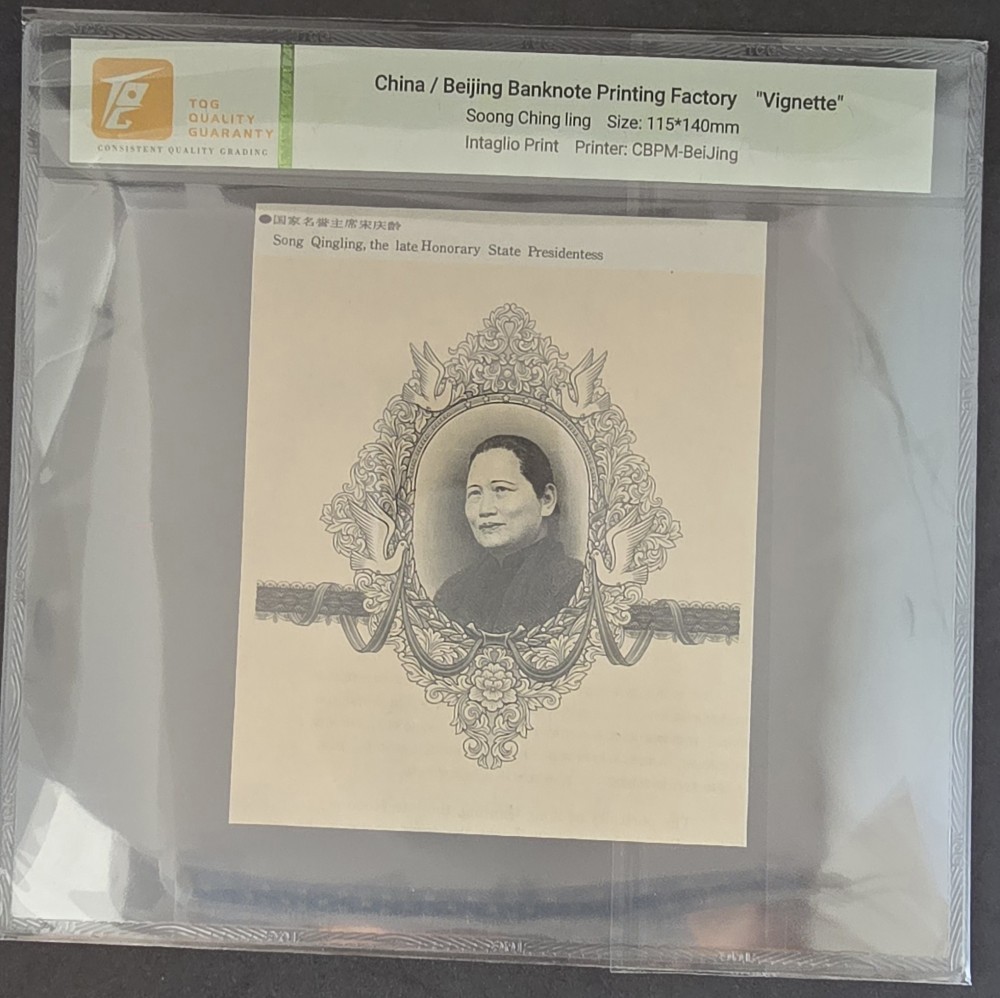 TQG
QUALITY
GUARANTY
CONSISTENT QUALITY GRADING
China / Beijing Banknote Printing Factory "Vignette"
Soong Ching ling Size: 115*140mm
Intaglio Print Printer: CBPM-BeiJing
●国家名誉主席宋庆龄
Song Qingling, the late Honorary State Presidentess